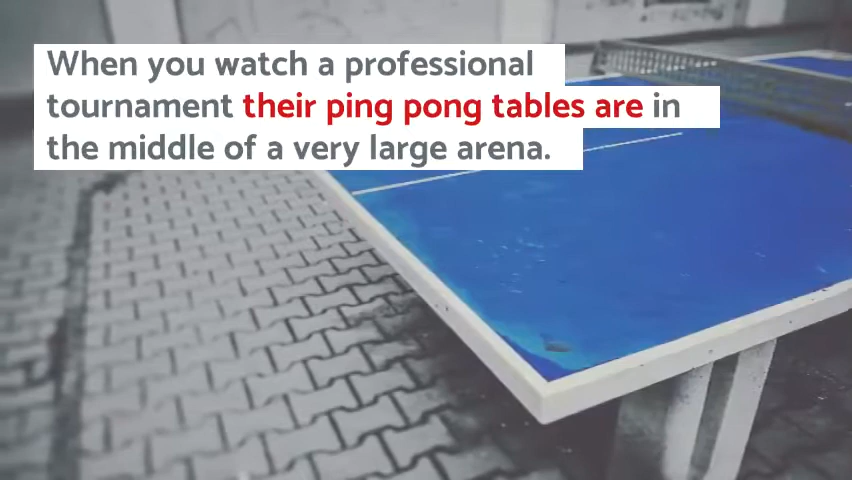 When you watch a professional
tournament their ping pong tables are in
the middle of a very large arena.